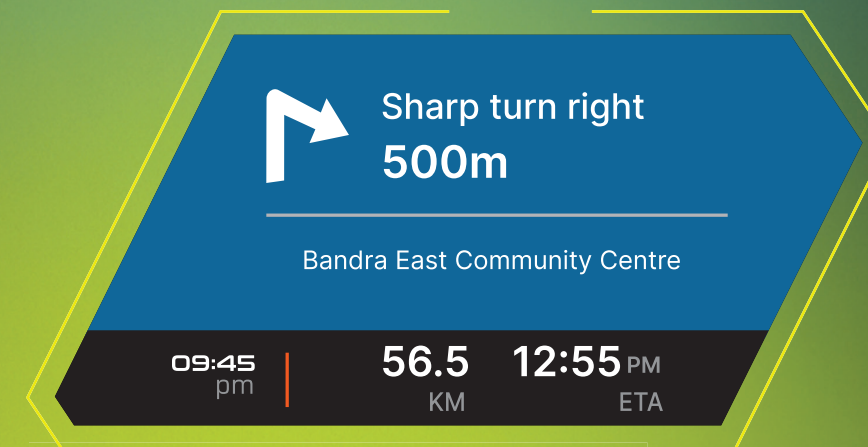 Sharp turn right
500m
Bandra East Community Centre
09:45
pm
56.5
KM
12:55 PM
ETA